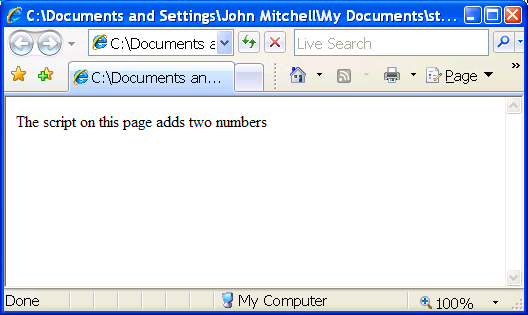 C:\Documents and Settings\John Mitchell\My Documents\st...
C:\Documents a
Live Search
C:\Documents an...
Page
»
The script on this page adds two numbers
Done
My Computer
100%